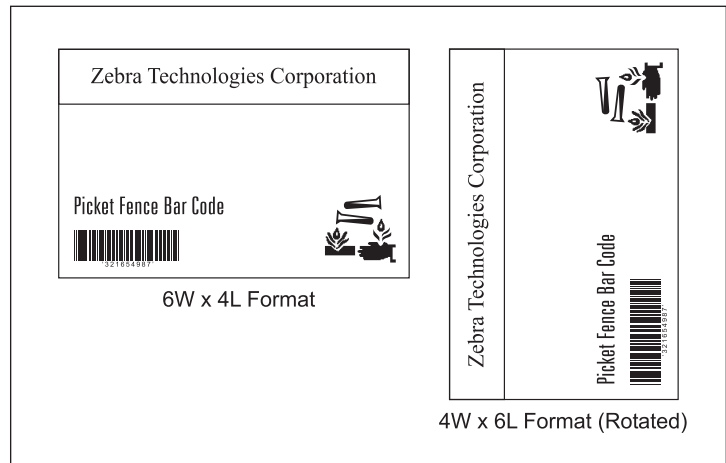 Zebra Technologies Corporation
Picket Fence Bar Code
*321654987*
6W x 4L Format
Zebra Technologies Corporation
Picket Fence Bar Code
*321654987*
4W x 6L Format (Rotated)